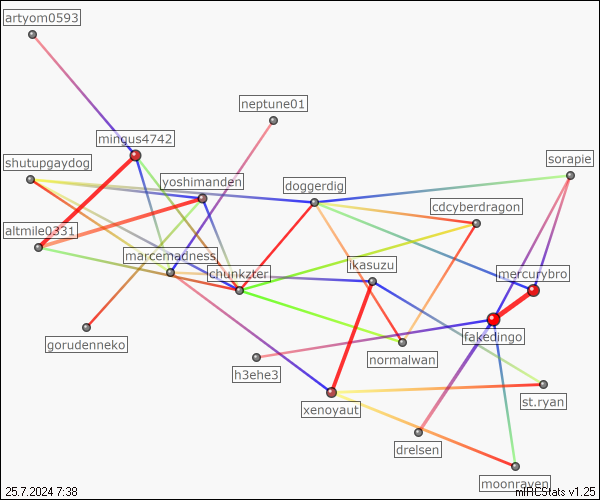 artyom0593
neptune01
mingus4742
shutupgaydog
sorapie
yoshimanden
doggerdig
cdcyberdragon
altmile0331
marcemadness
ikasuzu
chunkzter
mercurybro
fakedingo
gorudenneko
normalwan
h3ehe3
xenoyaut
st.ryan
drelsen
moonraven
25.7.2024 7:38
mIRCStats v1.25